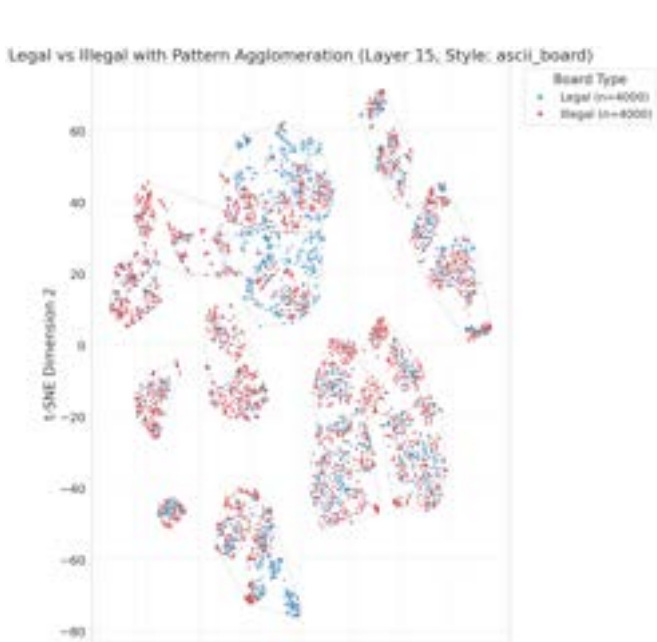 Legal vs Illegal with Pattern Agglomeration (Layer 15, Style: ascii_board)
Board Type
Legal (n=4000)
Illegal (n=4000)
60
40
20
0
−20
−40
−60
−80
t-SNE Dimension 2